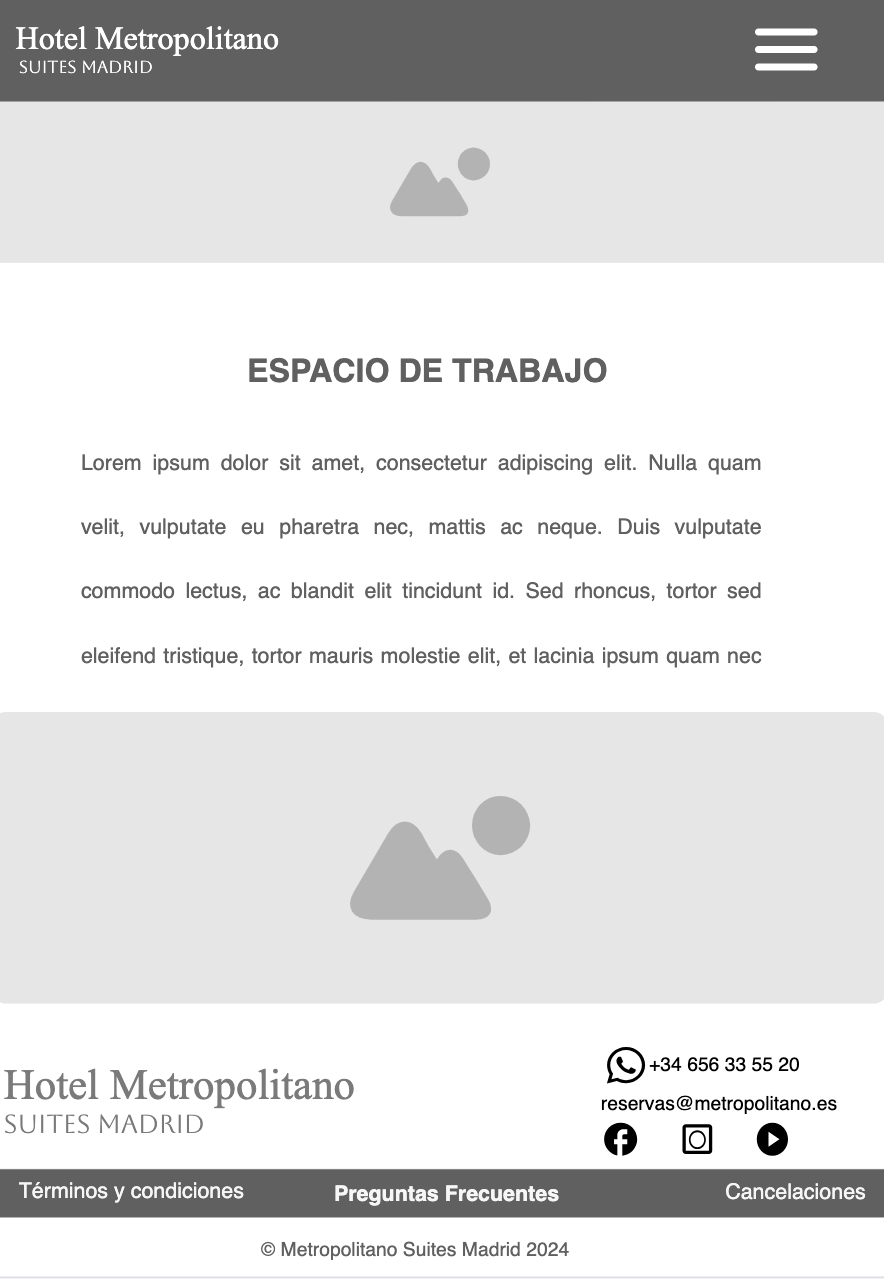 Hotel Metropolitano
SUITES MADRID
ESPACIO DE TRABAJO
Lorem ipsum dolor sit amet, consectetur adipiscing elit. Nulla quam
velit, vulputate eu pharetra nec, mattis ac neque. Duis vulputate
commodo lectus, ac blandit elit tincidunt id. Sed rhoncus, tortor sed
eleifend tristique, tortor mauris molestie elit, et lacinia ipsum quam nec
Hotel Metropolitano
SUITES MADRID
+34 656 33 55 20
reservas@metropolitano.es
Términos y condiciones
Preguntas Frecuentes
Cancelaciones
© Metropolitano Suites Madrid 2024